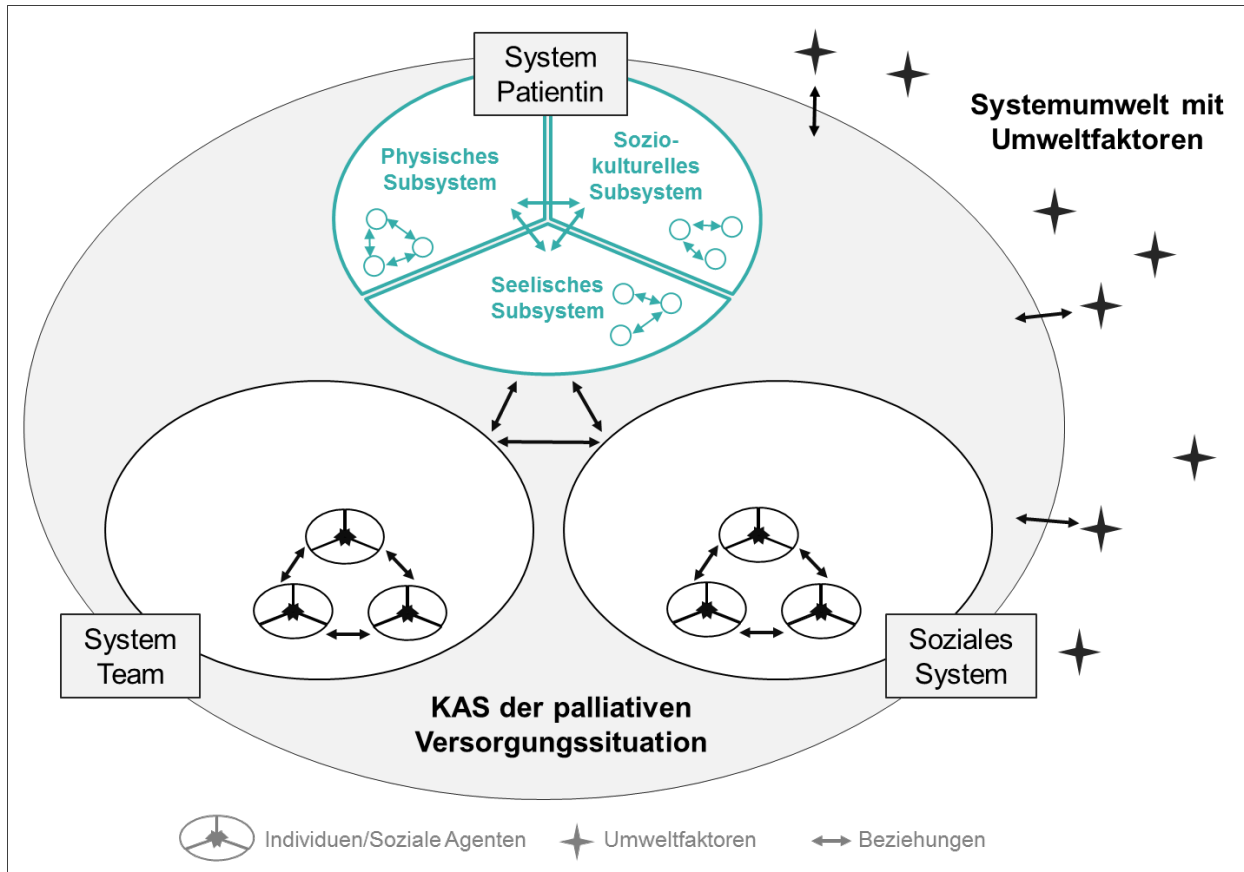 System
Patientin
Systemumwelt mit
Umweltfaktoren
Physisches
Subsystem
Sozio-
kulturelles
Subsystem
Seelisches
Subsystem
System
Team
Soziales
System
KAS der palliativen
Versorgungssituation
Individuen/Soziale Agenten
Umweltfaktoren
Beziehungen